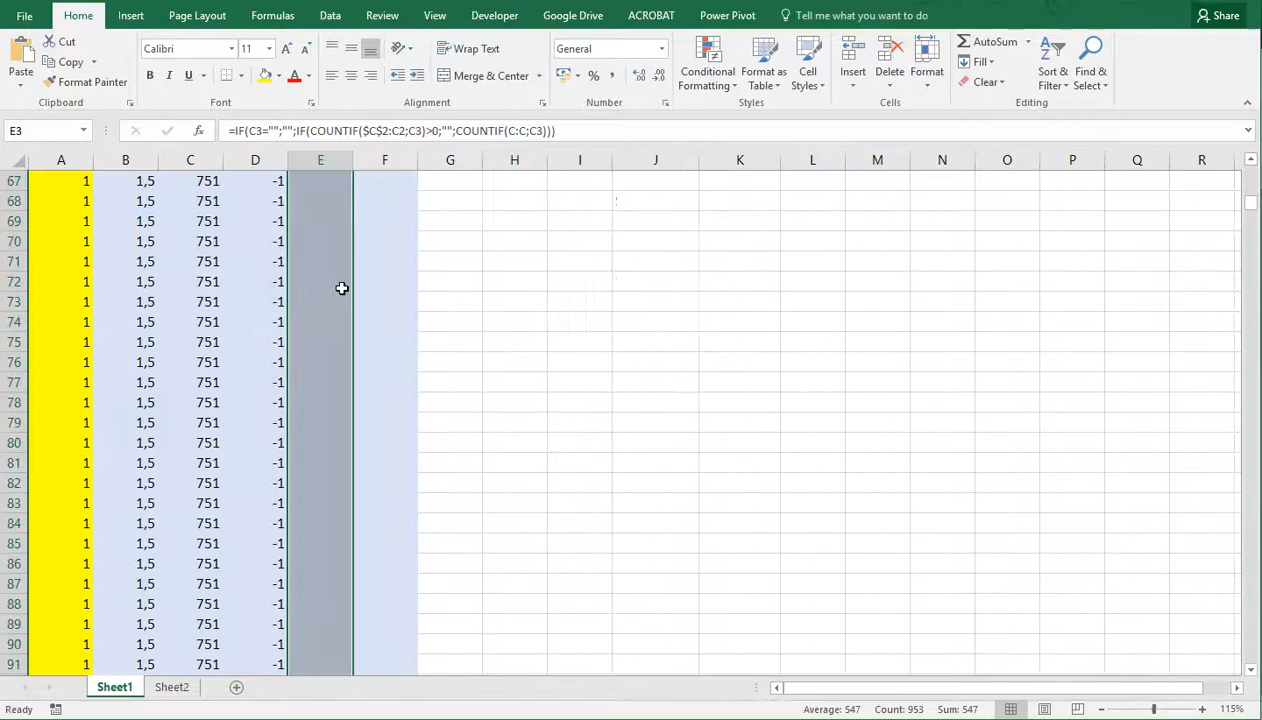 File Home Insert Page Layout Formulas Data Review View Developer Google Drive ACROBAT Power Pivot Tell me what you want to do Share
Paste
Cut
Copy
Format Painter
Clipboard
Calibri 11 A A
B I U A
Font
Wrap Text
Merge & Center
Alignment
General
% ,
Number
Conditional Formatting
Format as Table
Cell Styles
Styles
Insert Delete Format
Cells
AutoSum
Fill
Clear
Sort & Filter
Find & Select
Editing
E3 fx =IF(C3="";"";IF(COUNTIF($C$2:C2;C3)>0;"";COUNTIF(C:C;C3)))
A B C D E F G H I J K L M N O P Q R
67 1 1,5 751 -1
68 1 1,5 751 -1
69 1 1,5 751 -1
70 1 1,5 751 -1
71 1 1,5 751 -1
72 1 1,5 751 -1
73 1 1,5 751 -1
74 1 1,5 751 -1
75 1 1,5 751 -1
76 1 1,5 751 -1
77 1 1,5 751 -1
78 1 1,5 751 -1
79 1 1,5 751 -1
80 1 1,5 751 -1
81 1 1,5 751 -1
82 1 1,5 751 -1
83 1 1,5 751 -1
84 1 1,5 751 -1
85 1 1,5 751 -1
86 1 1,5 751 -1
87 1 1,5 751 -1
88 1 1,5 751 -1
89 1 1,5 751 -1
90 1 1,5 751 -1
91 1 1,5 751 -1
Sheet1 Sheet2
Ready Average: 547 Count: 953 Sum: 547 115%